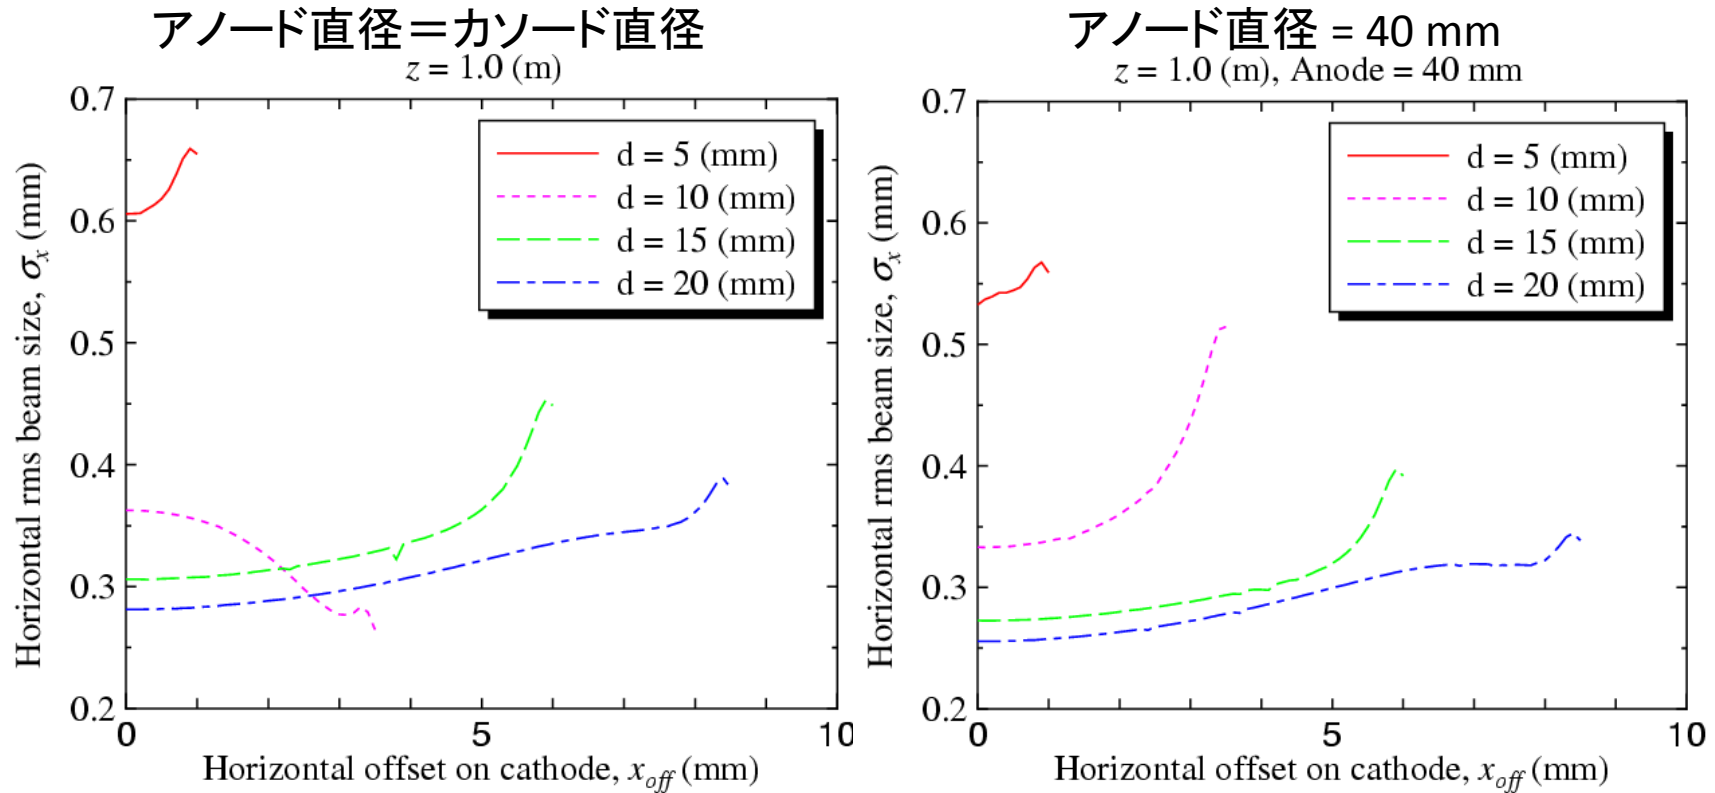 アノード直径＝カソード直径
z = 1.0 (m)
0.7
0.6
0.5
0.4
0.3
0.2
Horizontal rms beam size, σx (mm)
d = 5 (mm)
d = 10 (mm)
d = 15 (mm)
d = 20 (mm)
0
5
10
Horizontal offset on cathode, xoff (mm)
アノード直径 = 40 mm
z = 1.0 (m), Anode = 40 mm
0.7
0.6
0.5
0.4
0.3
0.2
Horizontal rms beam size, σx (mm)
d = 5 (mm)
d = 10 (mm)
d = 15 (mm)
d = 20 (mm)
0
5
10
Horizontal offset on cathode, xoff (mm)